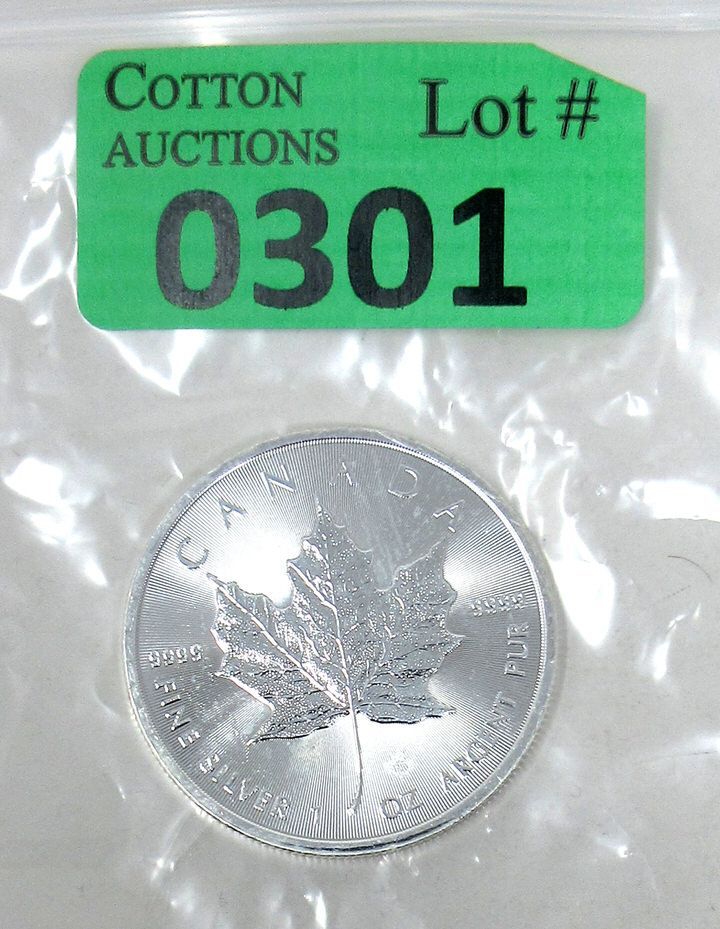 COTTON
AUCTIONS
Lot #
0301
CANADA
9999
9999
FINE SILVER 1 OZ ARGENT PUR